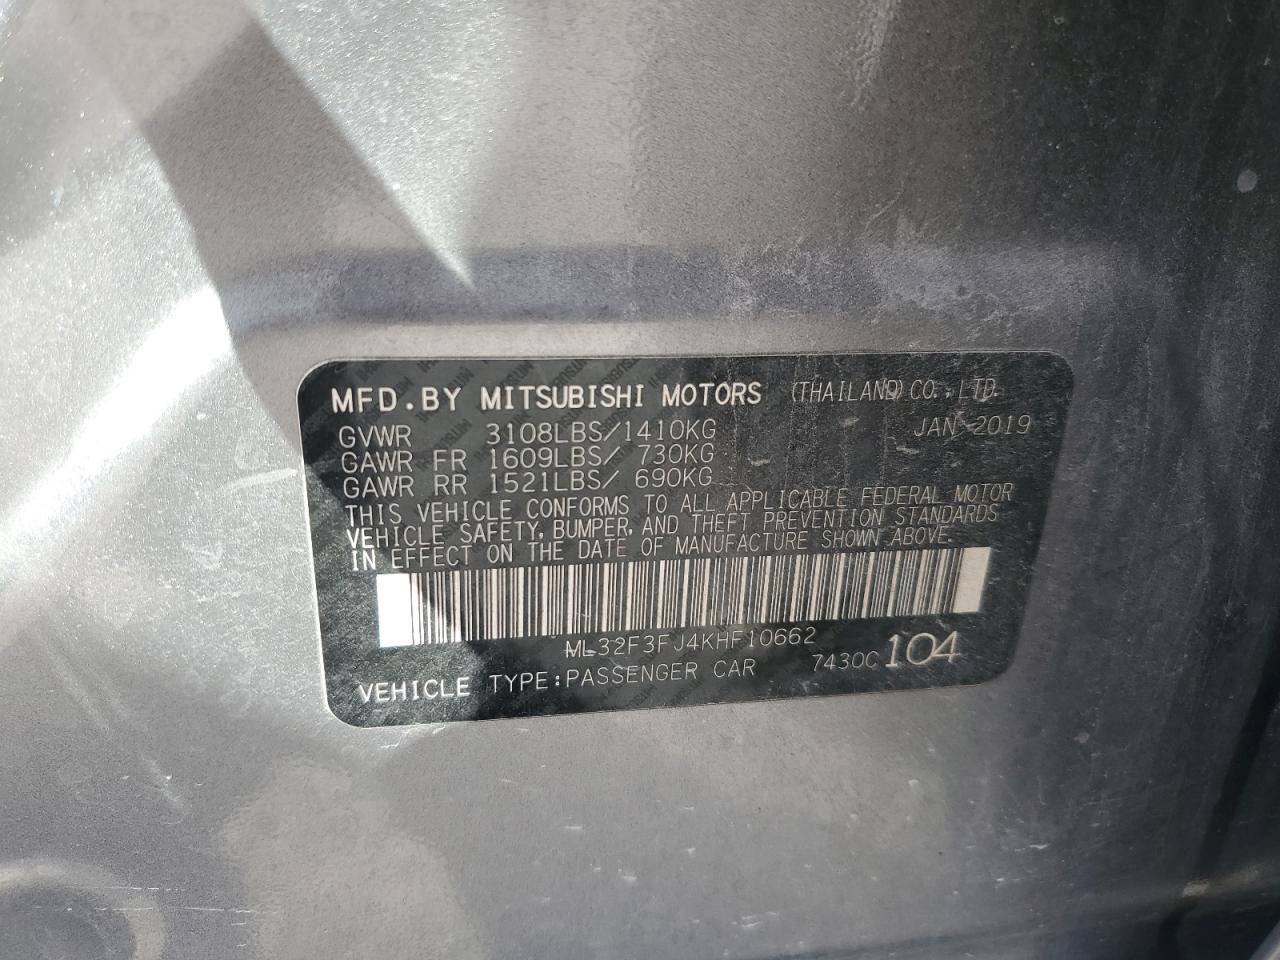 MFD.BY MITSUBISHI MOTORS (THAILAND) CO.,LTD.
GVWR 3108LBS/1410KG JAN 2019
GAWR FR 1609LBS/ 730KG
GAWR RR 1521LBS/ 690KG
THIS VEHICLE CONFORMS TO ALL APPLICABLE FEDERAL MOTOR
VEHICLE SAFETY, BUMPER, AND THEFT PREVENTION STANDARDS
IN EFFECT ON THE DATE OF MANUFACTURE SHOWN ABOVE.
ML32F3FJ4KHF10662
VEHICLE TYPE:PASSENGER CAR 7430C 104